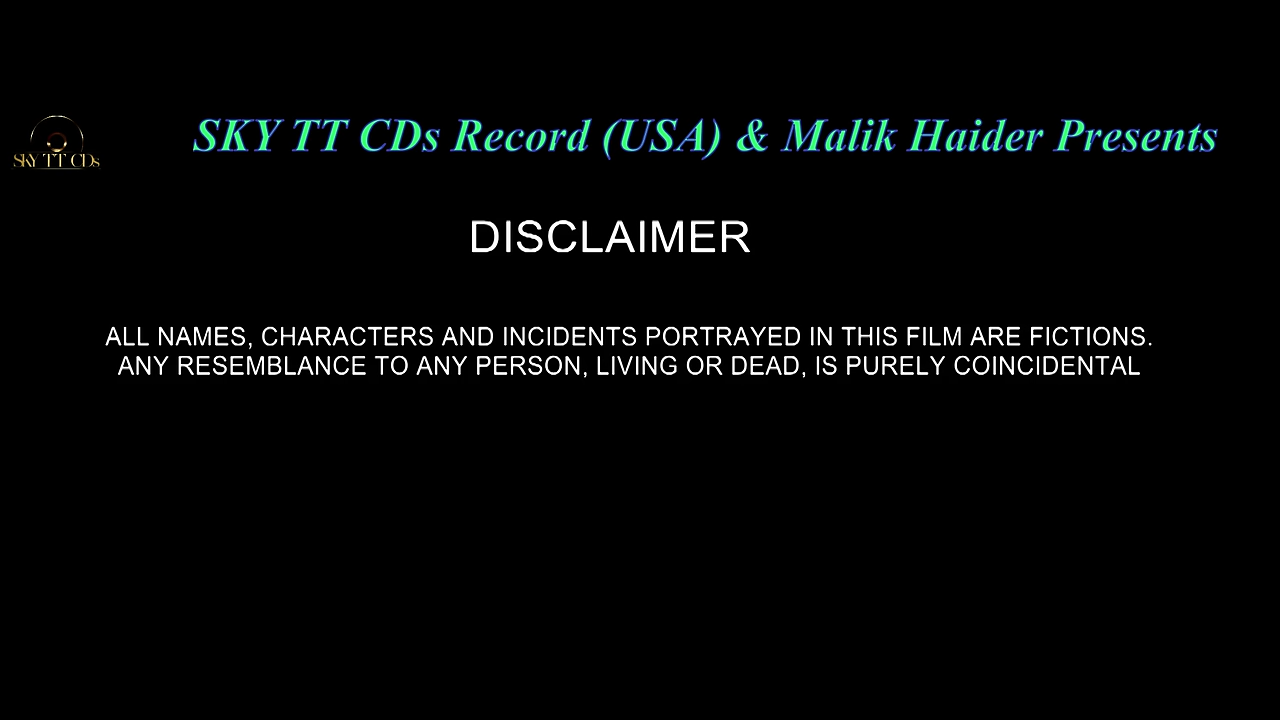 SKY TT CDs Record (USA) & Malik Haider Presents
SKY TT CDs
DISCLAIMER
ALL NAMES, CHARACTERS AND INCIDENTS PORTRAYED IN THIS FILM ARE FICTIONS.
ANY RESEMBLANCE TO ANY PERSON, LIVING OR DEAD, IS PURELY COINCIDENTAL